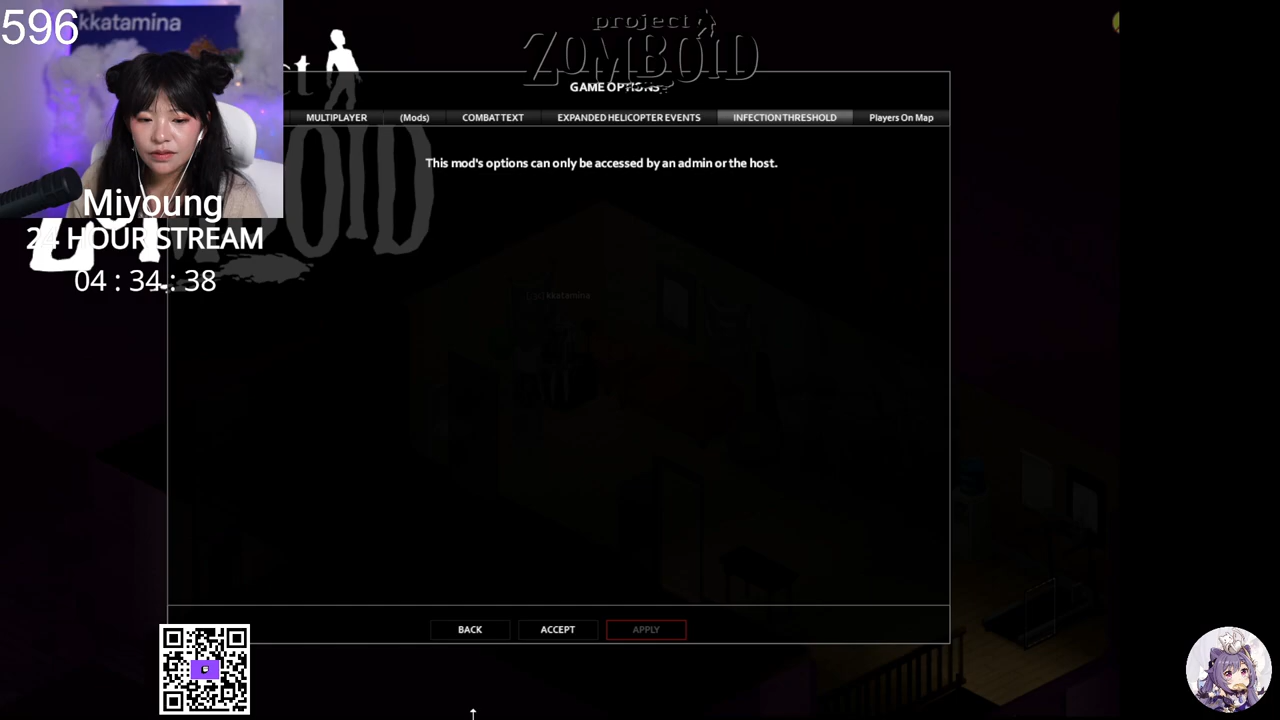 596
kkatamina
project
ZOMBOID
GAME OPTIONS
MULTIPLAYER
(Mods)
COMBAT TEXT
EXPANDED HELICOPTER EVENTS
INFECTION THRESHOLD
Players On Map
This mod's options can only be accessed by an admin or the host.
Miyoung
24 HOUR STREAM
04 : 34 : 38
BACK
ACCEPT
APPLY